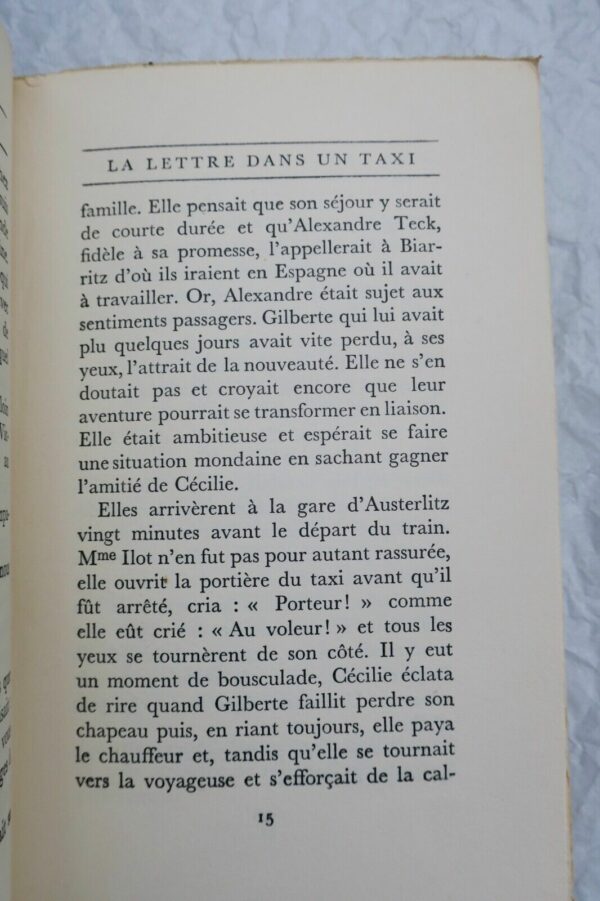 LA LETTRE DANS UN TAXI
famille. Elle pensait que son séjour y serait
de courte durée et qu'Alexandre Teck,
fidèle à sa promesse, l'appellerait à Biar-
ritz d'où ils iraient en Espagne où il avait
à travailler. Or, Alexandre était sujet aux
sentiments passagers. Gilberte qui lui avait
plu quelques jours avait vite perdu, à ses
yeux, l'attrait de la nouveauté. Elle ne s'en
doutait pas et croyait encore que leur
aventure pourrait se transformer en liaison.
Elle était ambitieuse et espérait se faire
une situation mondaine en sachant gagner
l'amitié de Cécilie.
Elles arrivèrent à la gare d'Austerlitz
vingt minutes avant le départ du train.
Mme Ilot n'en fut pas pour autant rassurée,
elle ouvrit la portière du taxi avant qu'il
fût arrêté, cria : « Porteur! » comme
elle eût crié : « Au voleur! » et tous les
yeux se tournèrent de son côté. Il y eut
un moment de bousculade, Cécilie éclata
de rire quand Gilberte faillit perdre son
chapeau puis, en riant toujours, elle paya
le chauffeur et, tandis qu'elle se tournait
vers la voyageuse et s'efforçait de la cal-
15